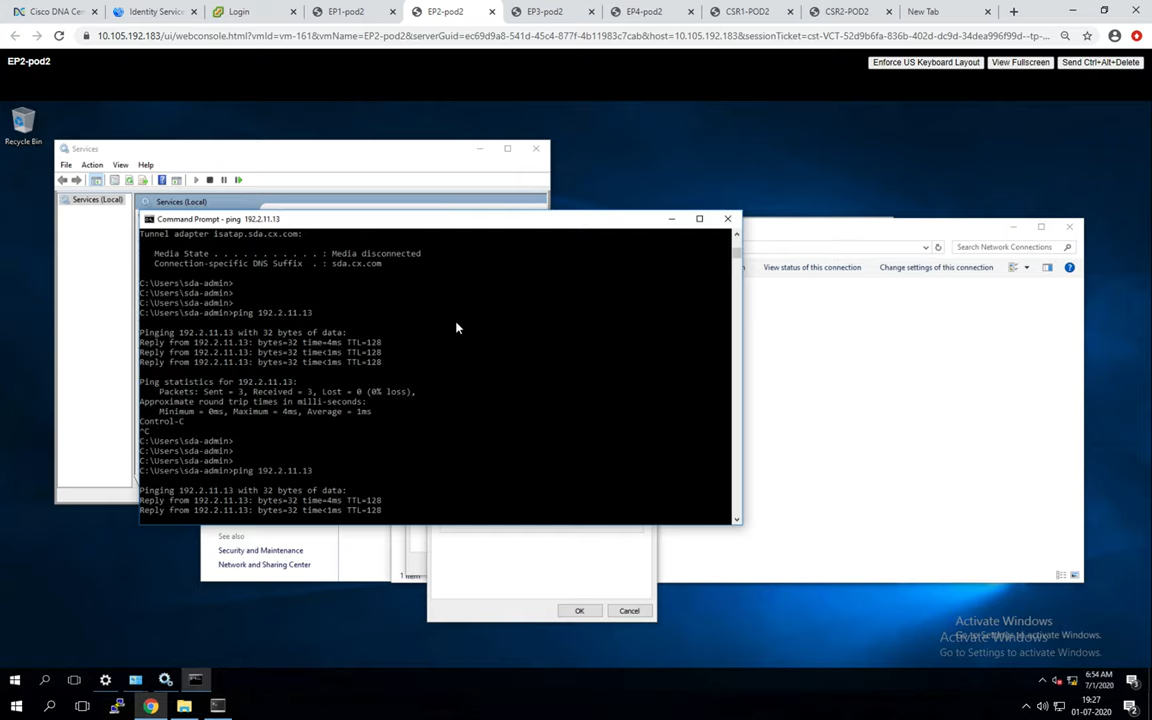 Cisco DNA Cen
Identity Service
Login
EP1-pod2
EP2-pod2
EP3-pod2
EP4-pod2
CSR1-POD2
CSR2-POD2
New Tab
10.105.192.183/ui/webconsole.html?vmId=vm-161&vmName=EP2-pod2&serverGuid=ec69d9a8-541d-45c4-877f-4b11983c7cab&host=10.105.192.183&sessionTicket=cst-VCT-52d9b6fa-836b-402d-dc9d-34dea996f99d--tp-...
EP2-pod2
Enforce US Keyboard Layout
View Fullscreen
Send Ctrl+Alt+Delete
Recycle Bin
Services
File Action View Help
Services (Local)
Services (Local)
Command Prompt - ping 192.2.11.13
Search Network Connections
View status of this connection
Change settings of this connection
Tunnel adapter isatap.sda.cx.com:
Media State . . . . . . . . . . . : Media disconnected
Connection-specific DNS Suffix . : sda.cx.com
C:\Users\sda-admin>
C:\Users\sda-admin>
C:\Users\sda-admin>
C:\Users\sda-admin>ping 192.2.11.13
Pinging 192.2.11.13 with 32 bytes of data:
Reply from 192.2.11.13: bytes=32 time=4ms TTL=128
Reply from 192.2.11.13: bytes=32 time<1ms TTL=128
Reply from 192.2.11.13: bytes=32 time<1ms TTL=128
Ping statistics for 192.2.11.13:
Packets: Sent = 3, Received = 3, Lost = 0 (0% loss),
Approximate round trip times in milli-seconds:
Minimum = 0ms, Maximum = 4ms, Average = 1ms
Control-C
^C
C:\Users\sda-admin>
C:\Users\sda-admin>
C:\Users\sda-admin>
C:\Users\sda-admin>ping 192.2.11.13
Pinging 192.2.11.13 with 32 bytes of data:
Reply from 192.2.11.13: bytes=32 time=4ms TTL=128
Reply from 192.2.11.13: bytes=32 time<1ms TTL=128
See also
Security and Maintenance
Network and Sharing Center
1 item
OK
Cancel
Activate Windows
Go to Settings to activate Windows.
Activate Windows
Go to Settings to activate Windows.
6:54 AM
7/1/2020
3
19:27
01-07-2020
2